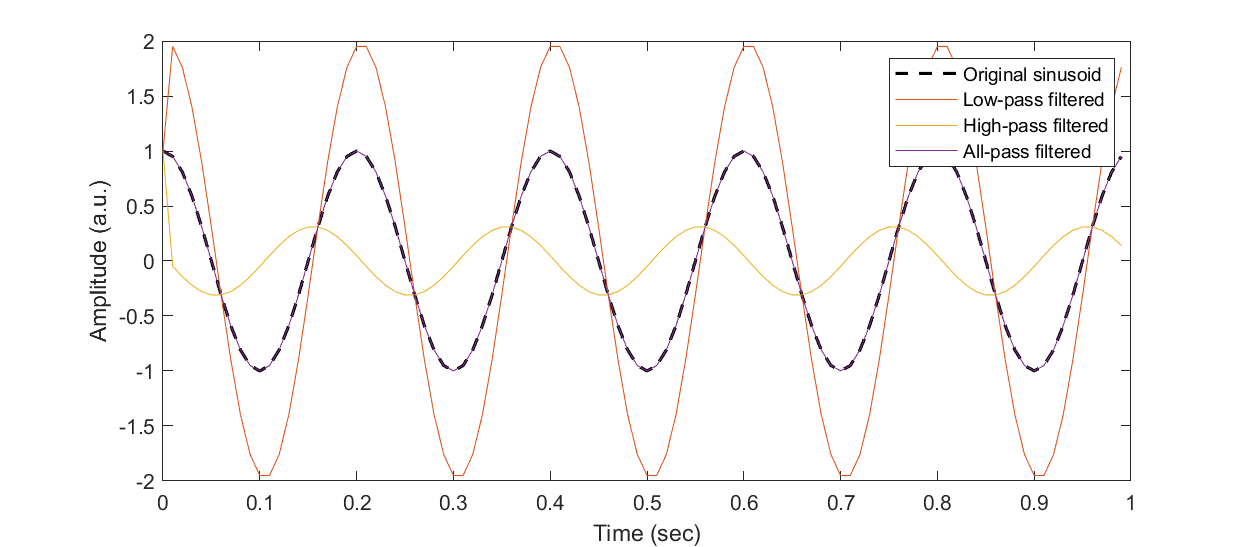 2
1.5
1
0.5
0
-0.5
-1
-1.5
-2
Amplitude (a.u.)
Original sinusoid
Low-pass filtered
High-pass filtered
All-pass filtered
0 0.1 0.2 0.3 0.4 0.5 0.6 0.7 0.8 0.9 1
Time (sec)